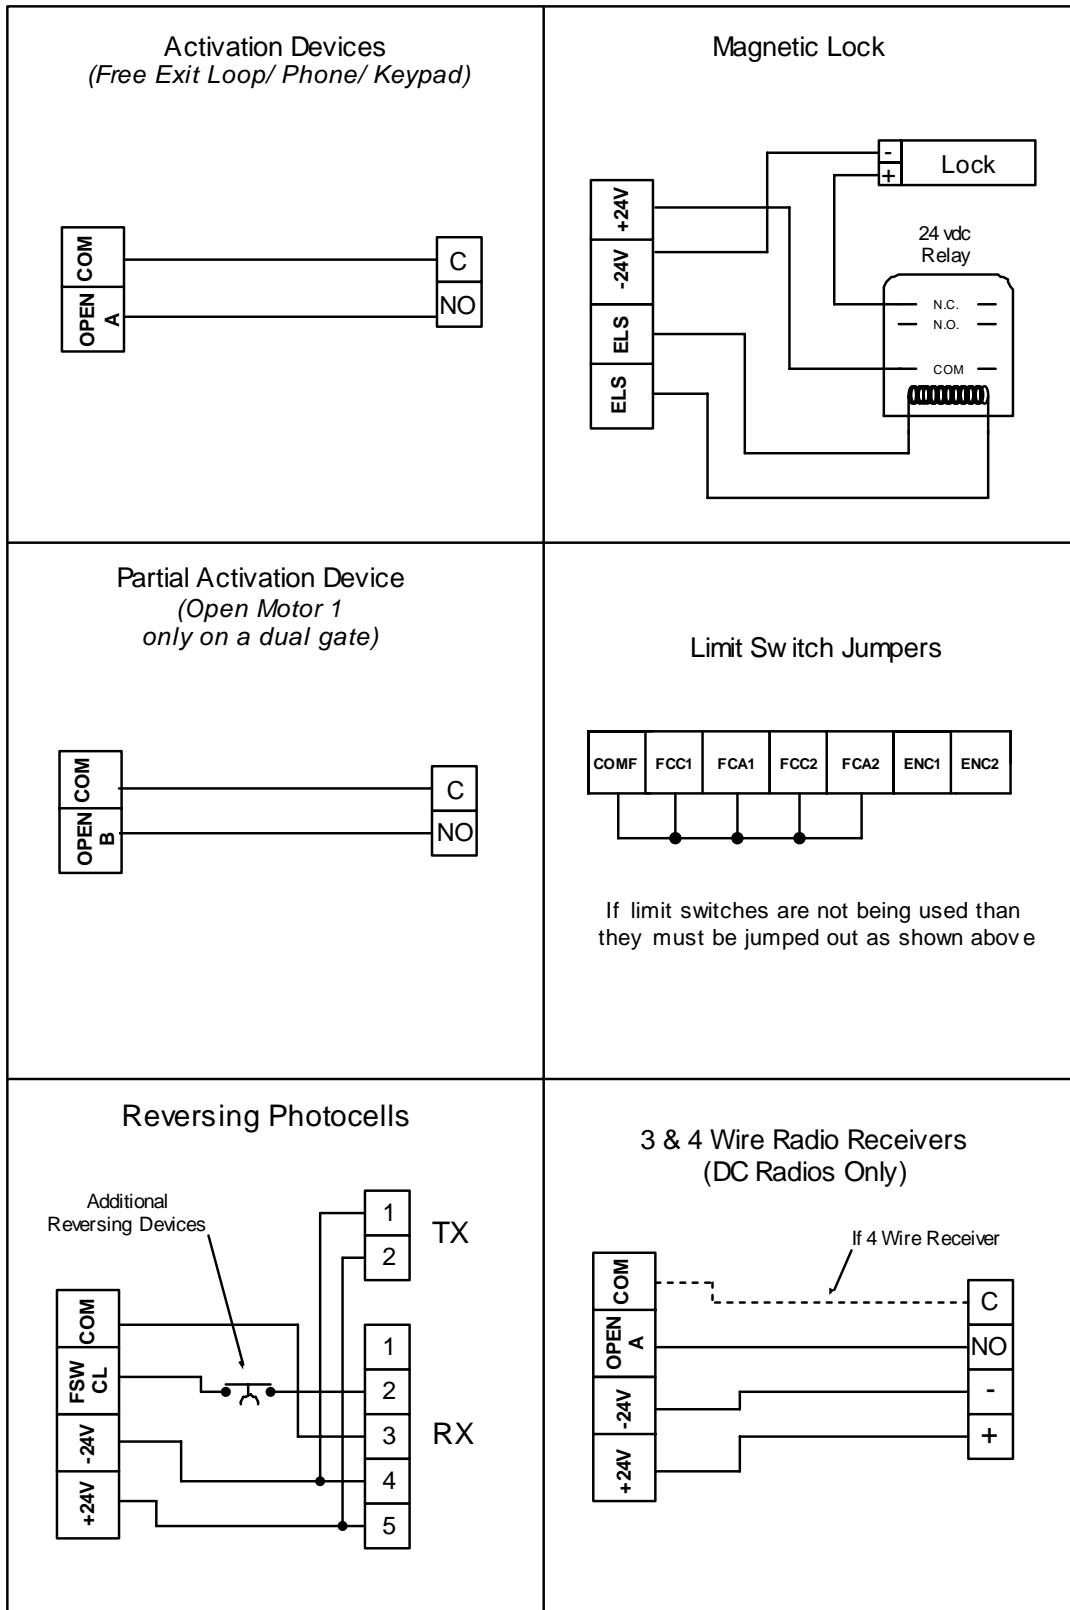 Activation Devices
(Free Exit Loop/ Phone/ Keypad)
COM
OPEN
A
C
NO
Magnetic Lock
+24V
-24V
ELS
ELS
-
+
Lock
24 vdc
Relay
N.C.
N.O.
COM
Partial Activation Device
(Open Motor 1
only on a dual gate)
COM
OPEN
B
C
NO
Limit Switch Jumpers
COMF FCC1 FCA1 FCC2 FCA2 ENC1 ENC2
If limit switches are not being used than
they must be jumped out as shown above
Reversing Photocells
Additional
Reversing Devices
COM
FSW
CL
-24V
+24V
1
2
TX
1
2
3
4
5
RX
3 & 4 Wire Radio Receivers
(DC Radios Only)
If 4 Wire Receiver
COM
OPEN
A
-24V
+24V
C
NO
-
+